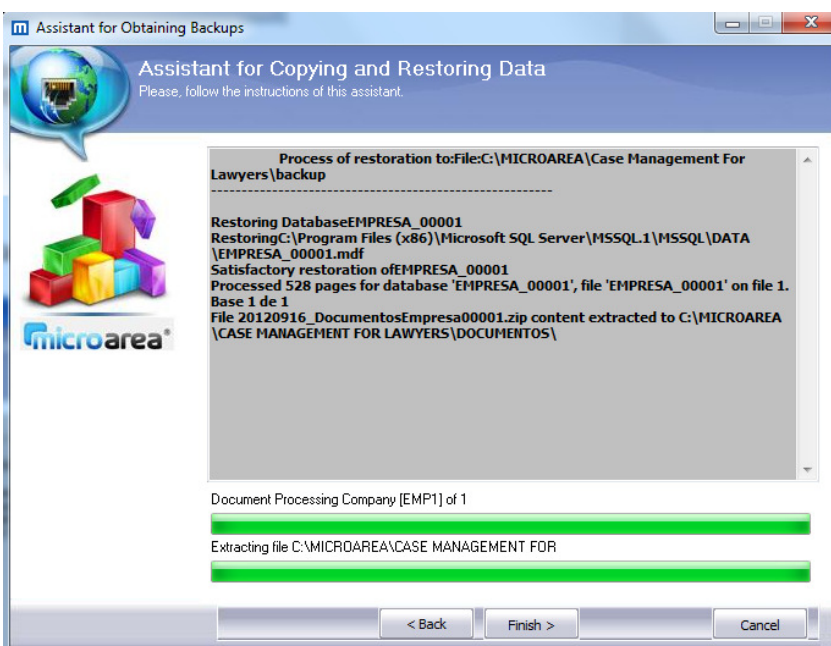 m Assistant for Obtaining Backups
Assistant for Copying and Restoring Data
Please, follow the instructions of this assistant.
Process of restoration to:File:C:\MICROAREA\Case Management For
Lawyers\backup
--------------------------------------------------------
Restoring DatabaseEMPRESA_00001
RestoringC:\Program Files (x86)\Microsoft SQL Server\MSSQL.1\MSSQL\DATA
\EMPRESA_00001.mdf
Satisfactory restoration ofEMPRESA_00001
Processed 528 pages for database 'EMPRESA_00001', file 'EMPRESA_00001' on file 1.
Base 1 de 1
File 20120916_DocumentosEmpresa00001.zip content extracted to C:\MICROAREA
\CASE MANAGEMENT FOR LAWYERS\DOCUMENTOS\
microarea
Document Processing Company [EMP1] of 1
Extracting file C:\MICROAREA\CASE MANAGEMENT FOR
< Back
Finish >
Cancel